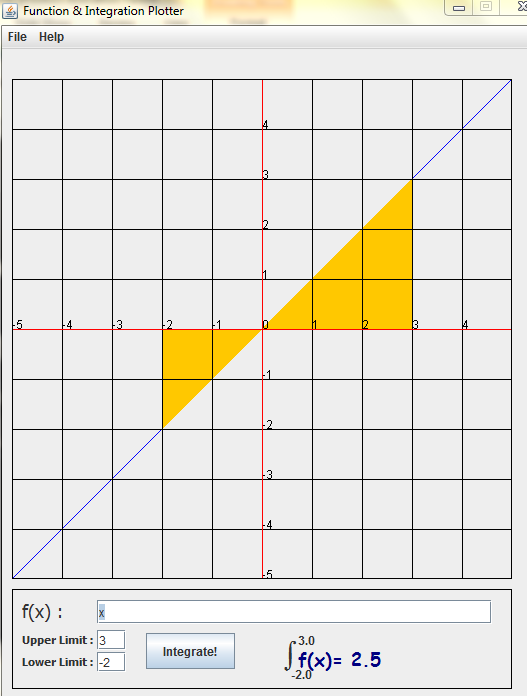 Function & Integration Plotter
File Help
4
3
2
1
-5 -4 -3 -2 -1 0 1 2 3 4
-1
-2
-3
-4
-5
f(x) : x
Upper Limit : 3
Lower Limit : -2
Integrate!
3.0
∫ f(x)= 2.5
-2.0